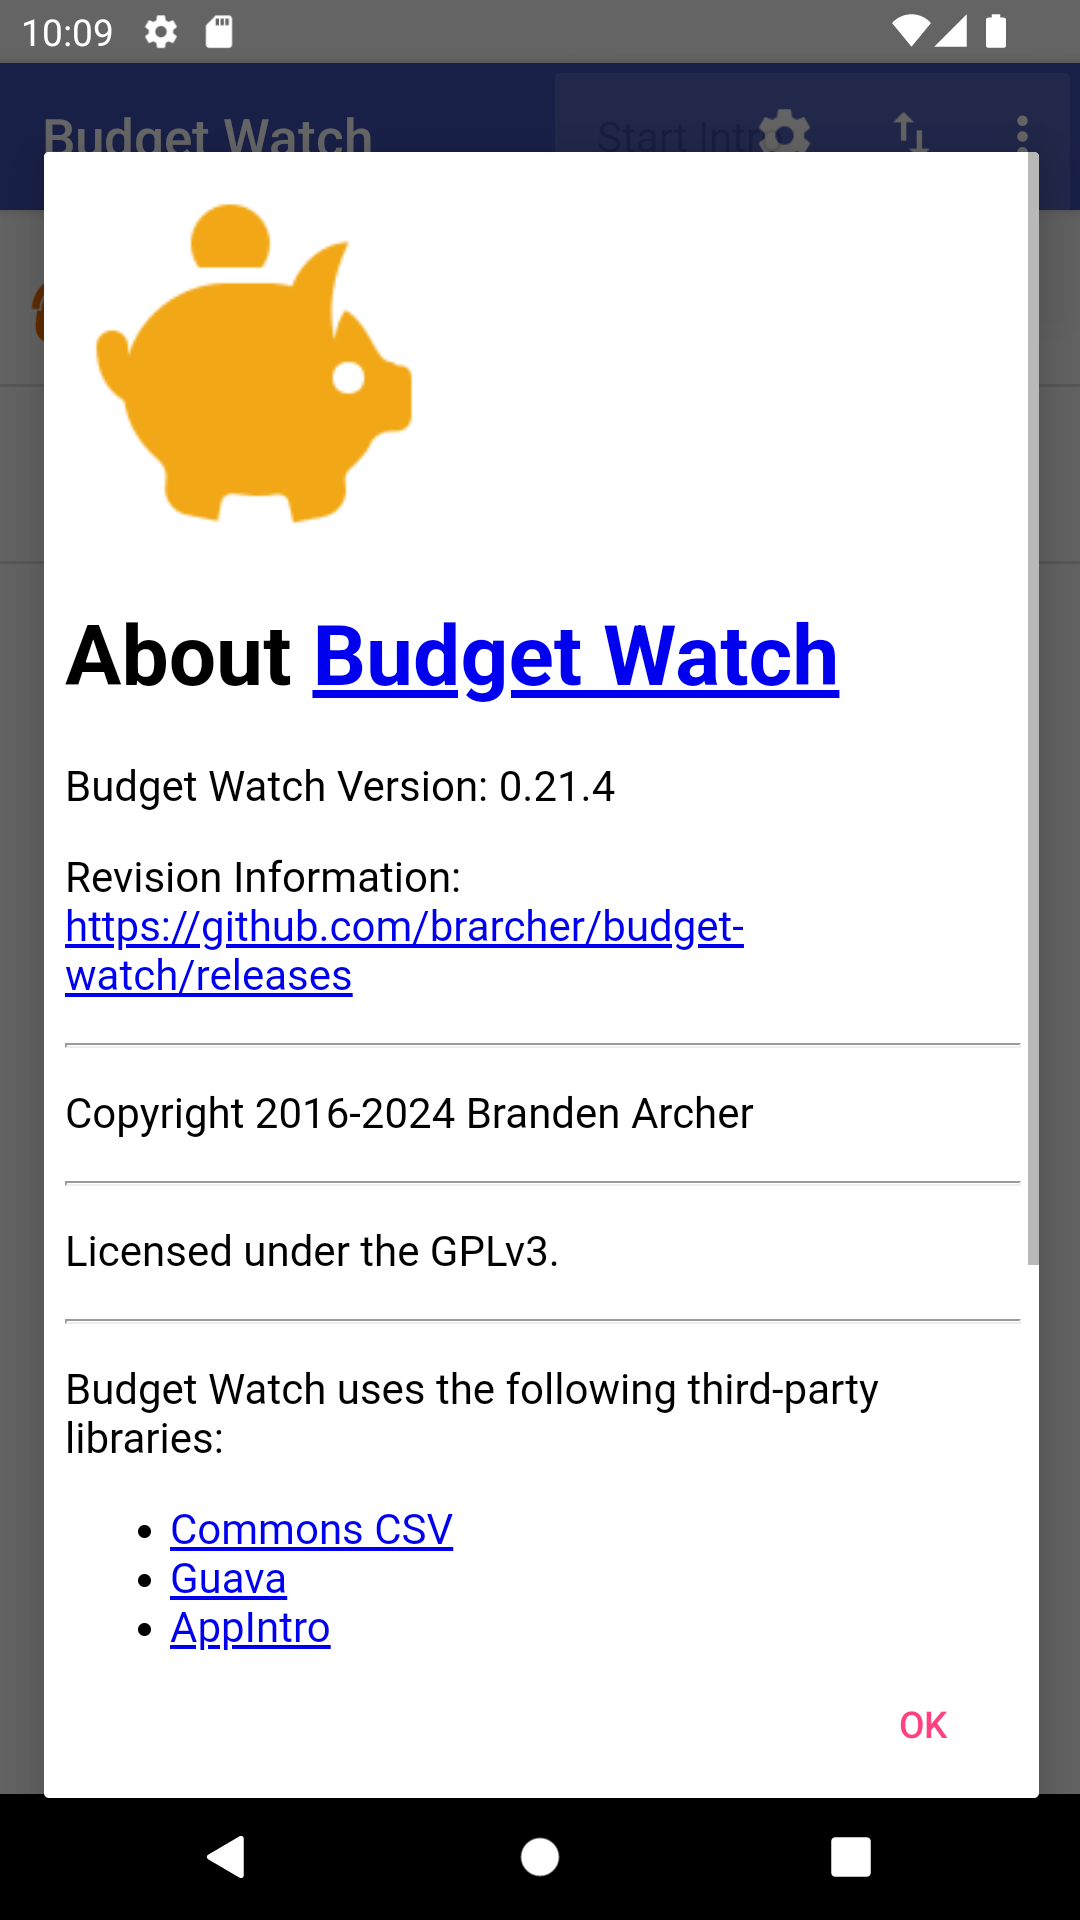 10:09
Budget Watch
Start Intro
About Budget Watch
Budget Watch Version: 0.21.4
Revision Information:
https://github.com/brarcher/budget-
watch/releases
Copyright 2016-2024 Branden Archer
Licensed under the GPLv3.
Budget Watch uses the following third-party
libraries:
• Commons CSV
• Guava
• AppIntro
OK